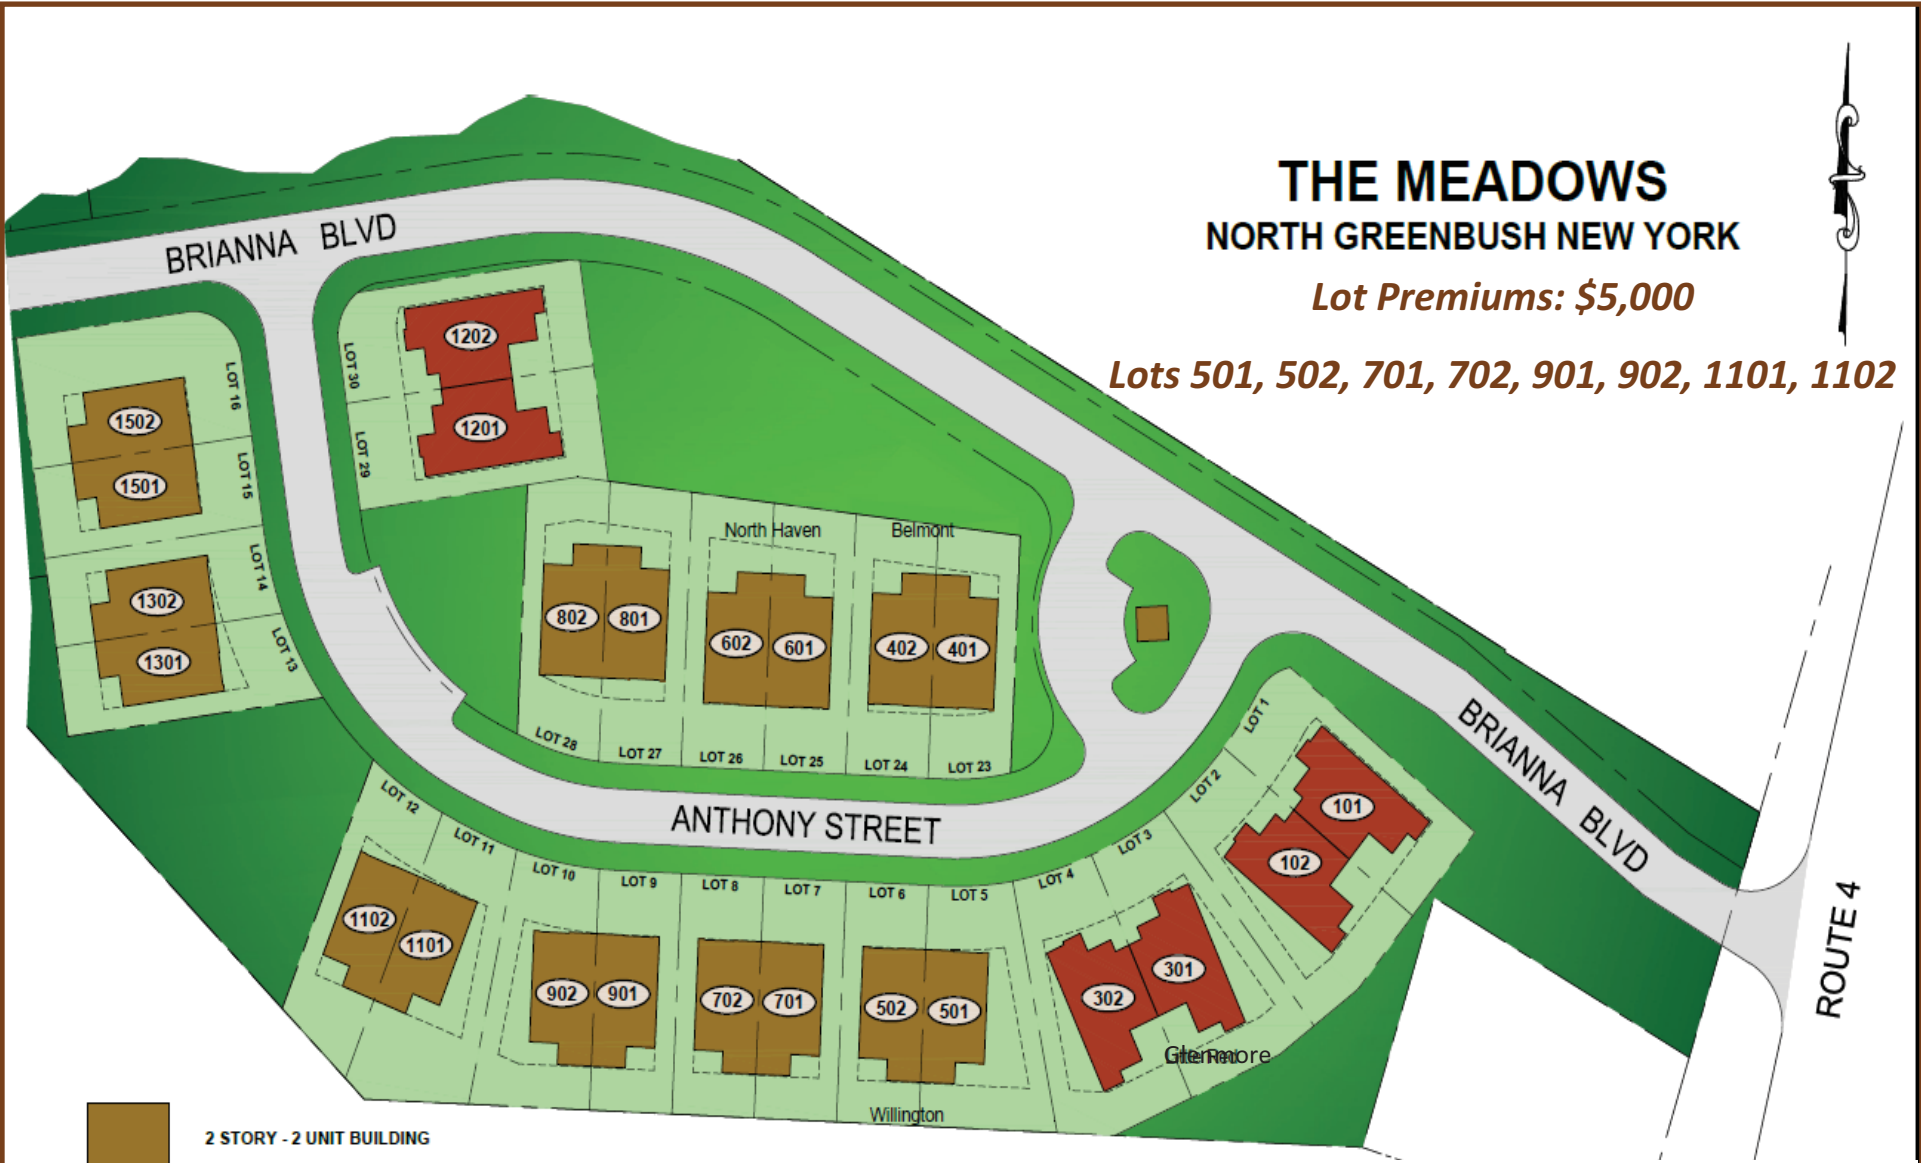 THE MEADOWS
NORTH GREENBUSH NEW YORK
Lot Premiums: $5,000
Lots 501, 502, 701, 702, 901, 902, 1101, 1102
BRIANNA BLVD
1202
LOT 30
1201
LOT 29
LOT 16
1502
LOT 15
1501
LOT 14
1302
LOT 13
1301
North Haven
Belmont
802
801
602
601
402
401
LOT 28
LOT 27
LOT 26
LOT 25
LOT 24
LOT 23
ANTHONY STREET
BRIANNA BLVD
ROUTE 4
LOT 1
LOT 2
LOT 3
LOT 4
LOT 5
LOT 6
LOT 7
LOT 8
LOT 9
LOT 10
LOT 11
LOT 12
101
102
301
302
501
502
701
702
901
902
1101
1102
Glenmore
Willington
2 STORY - 2 UNIT BUILDING